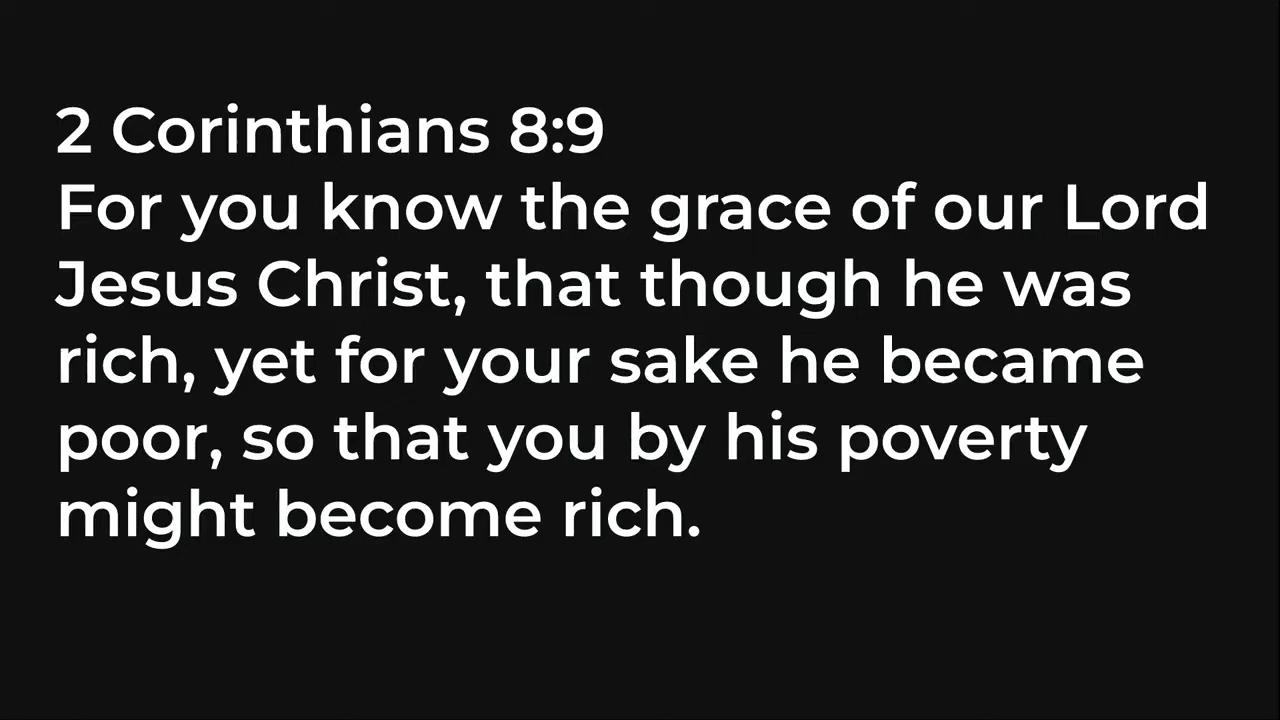 2 Corinthians 8:9
For you know the grace of our Lord
Jesus Christ, that though he was
rich, yet for your sake he became
poor, so that you by his poverty
might become rich.